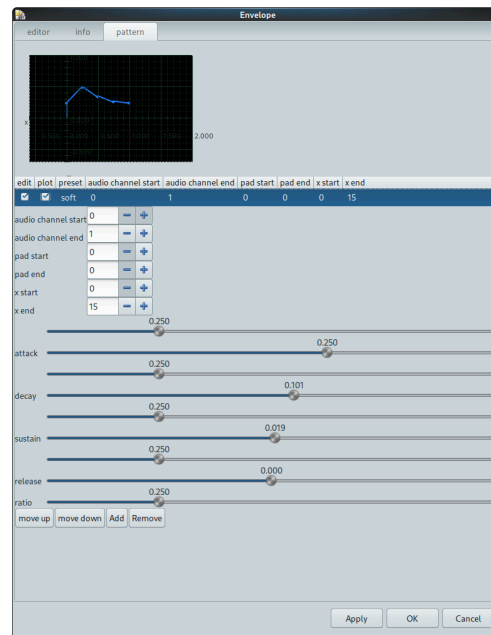 Envelope
editor info pattern
x
2.000
edit plot preset audio channel start audio channel end pad start pad end x start x end
soft 0 1 0 0 0 15
audio channel start 0
audio channel end 1
pad start 0
pad end 0
x start 0
x end 15
0.250
0.250
attack
0.250
0.101
decay
0.250
0.019
sustain
0.250
0.000
release
0.250
ratio
move up move down Add Remove
Apply OK Cancel